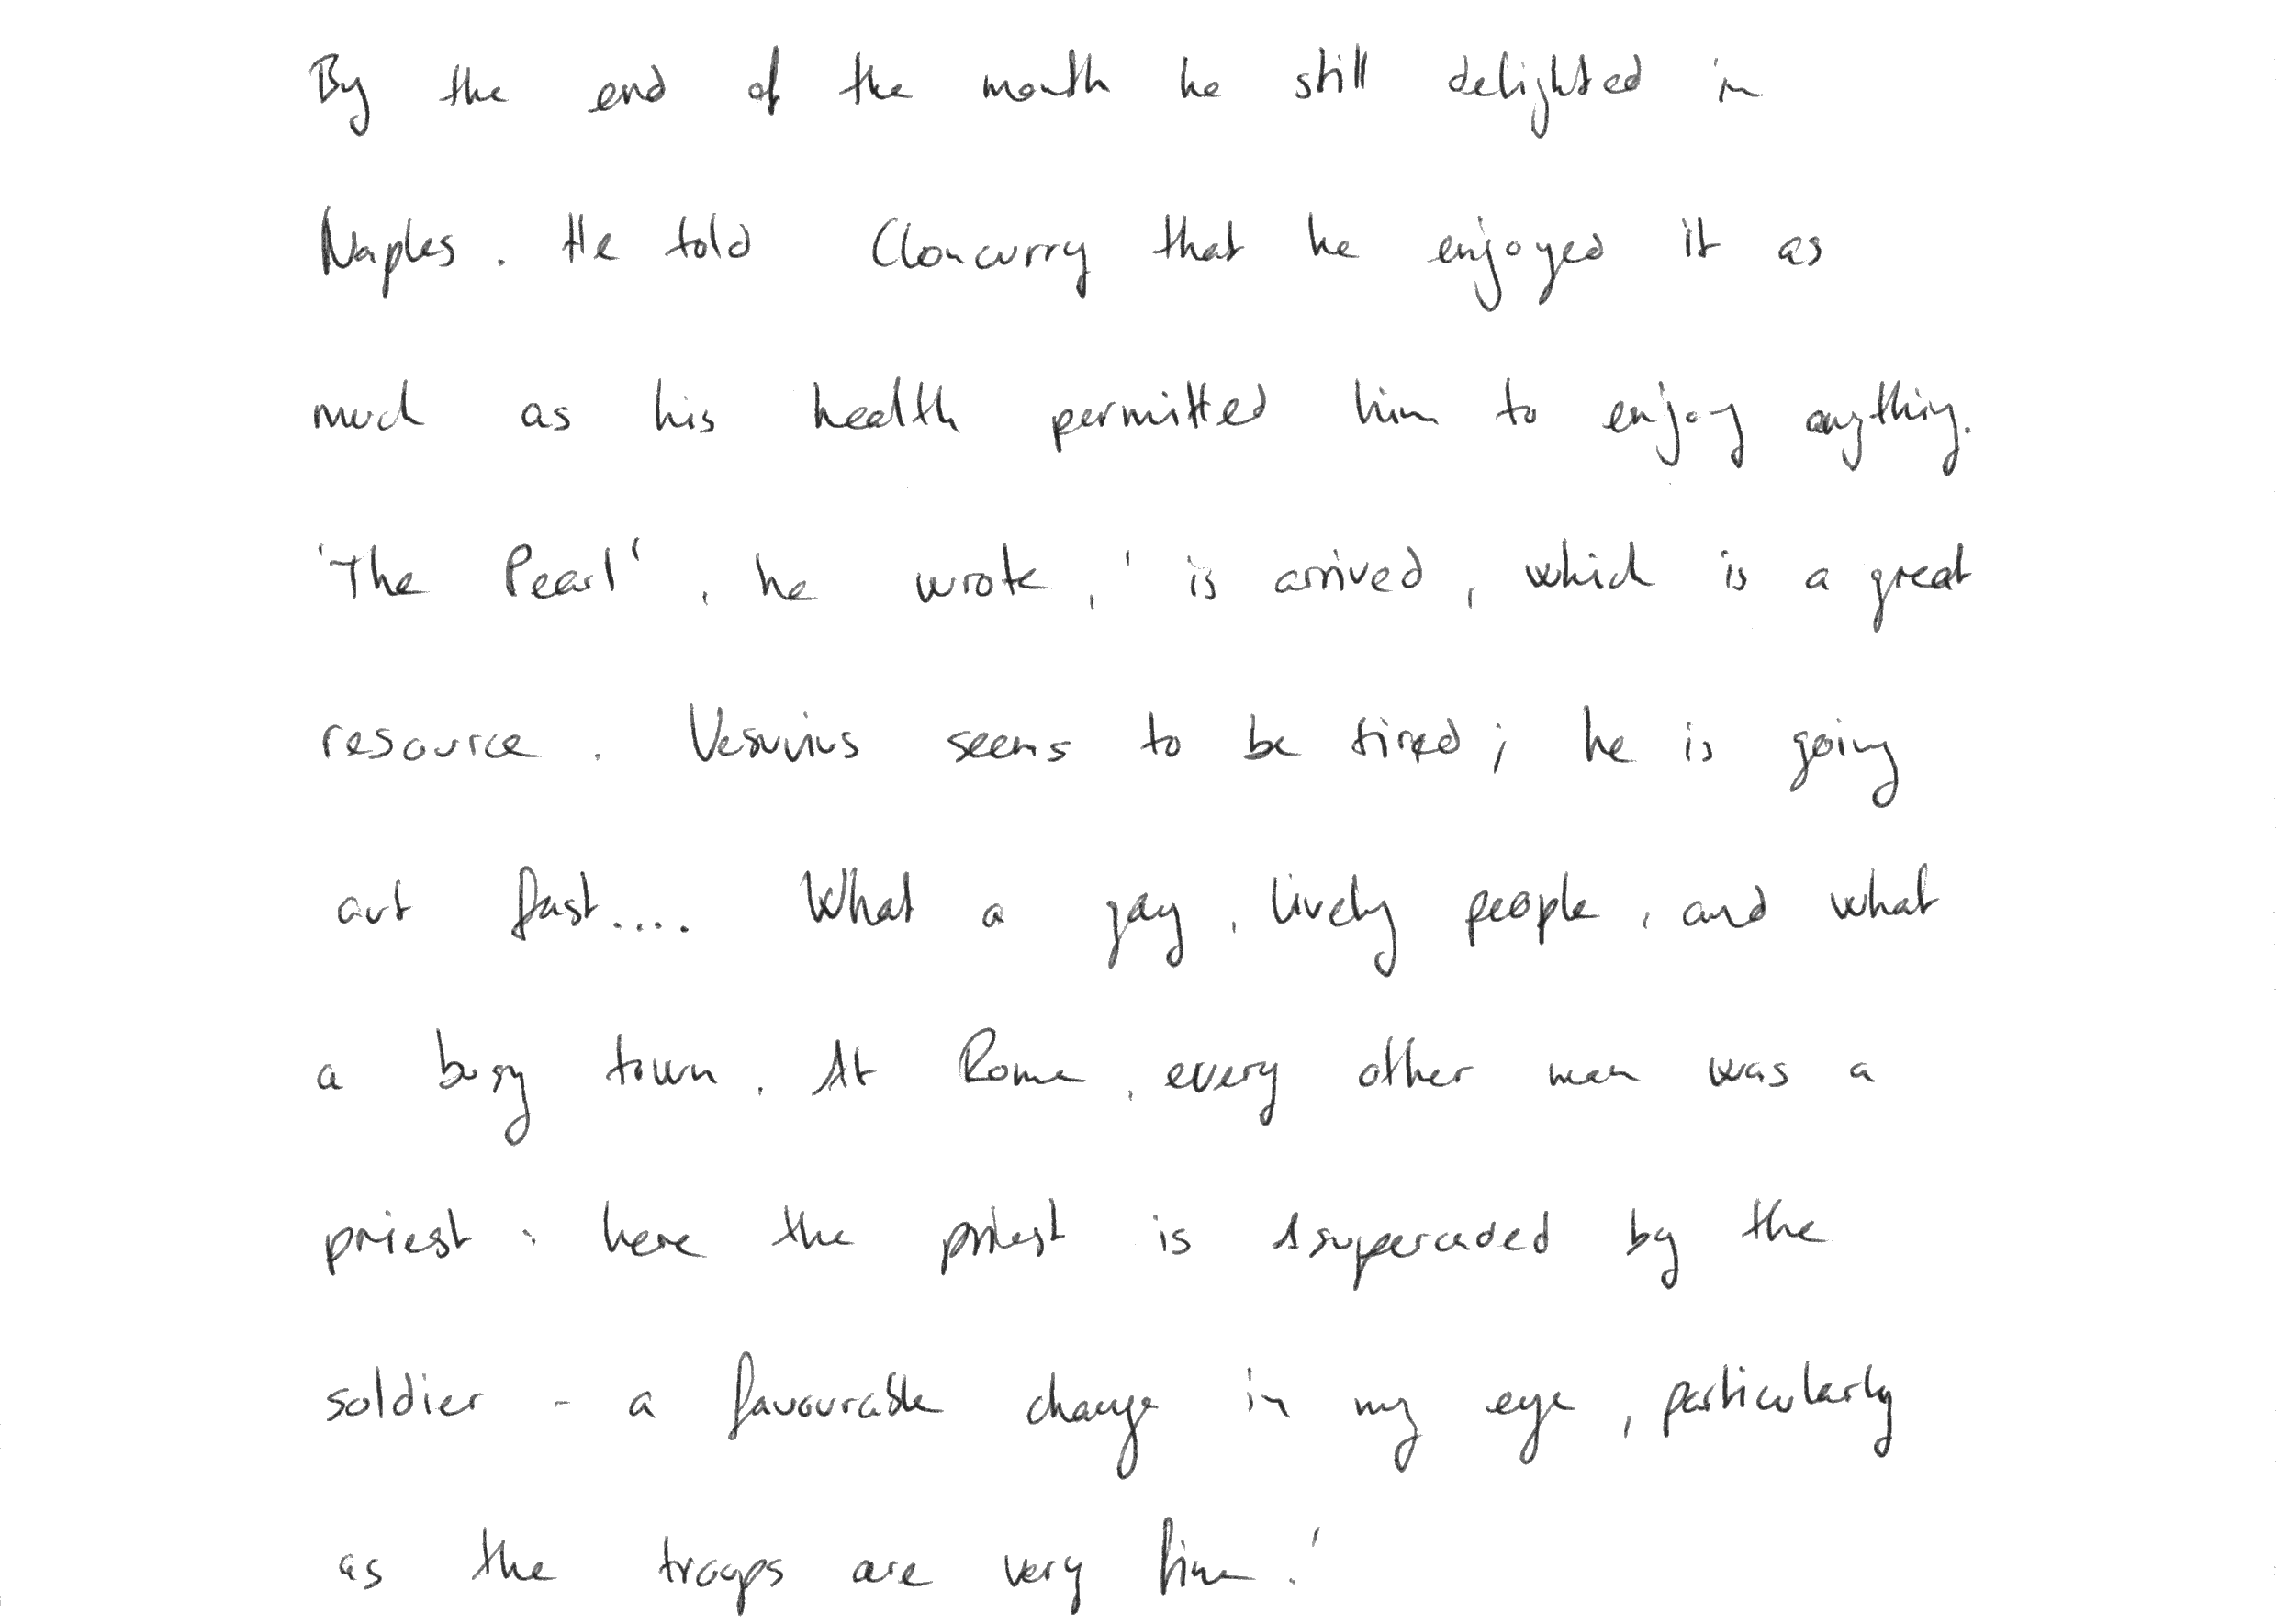 By the end of the month he still delighted in
Naples. He told Cloncurry that he enjoyed it as
much as his health permitted him to enjoy anything.
'The Pearl', he wrote, 'is arrived, which is a great
resource. Vesuvius seems to be tired; he is going
out fast.... What a gay, lively people, and what
a busy town. At Rome, every other man was a
priest: here the priest is superceded by the
soldier - a favourable change in my eye, particularly
as the troops are very fine.'